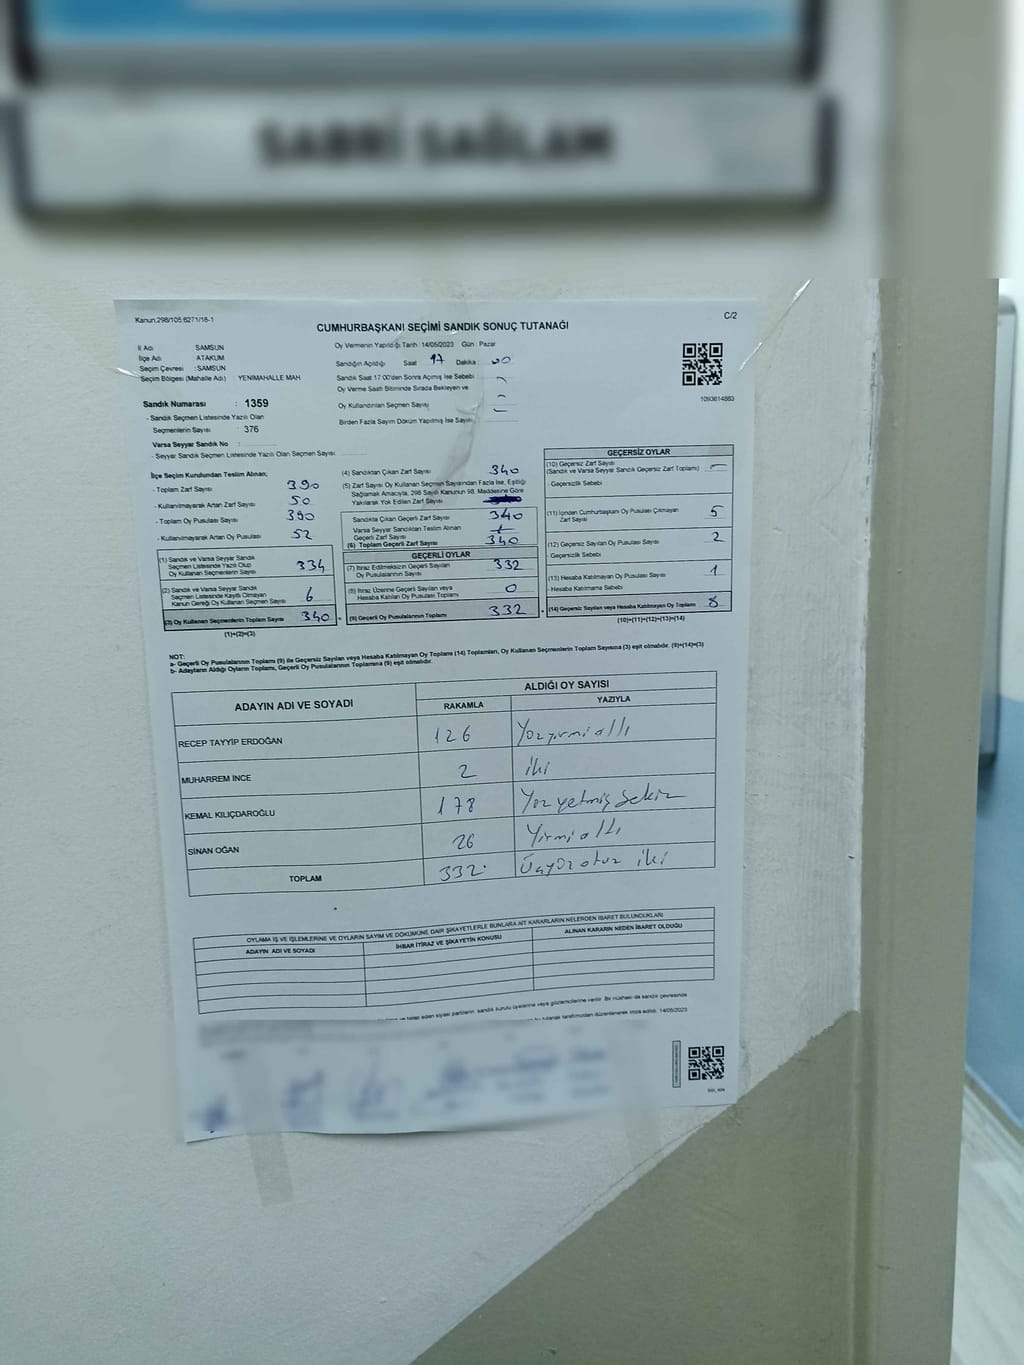 SABRİ SAĞLAM
Kanun:298/105,6271/18-1
C/2
CUMHURBAŞKANI SEÇİMİ SANDIK SONUÇ TUTANAĞI
İl Adı SAMSUN
İlçe Adı ATAKUM
Seçim Çevresi : SAMSUN
Seçim Bölgesi (Mahalle Adı) : YENİMAHALLE MAH.
Oy Vermenin Yapıldığı Tarih : 14/05/2023 Gün : Pazar
Sandığın Açıldığı Saat 17 Dakika : 00
Sandık Saat 17:00'den Sonra Açılmış İse Sebebi
Oy Verme Saati Bitiminde Sırada Bekleyen ve
Oy Kullandırılan Seçmen Sayısı
Birden Fazla Sayım Döküm Yapılmış İse Sayısı
1093614883
Sandık Numarası : 1359
- Sandık Seçmen Listesinde Yazılı Olan
Seçmenlerin Sayısı : 376
Varsa Seyyar Sandık No :
- Seyyar Sandık Seçmen Listesinde Yazılı Olan Seçmen Sayısı
İlçe Seçim Kurulundan Teslim Alınan;
- Toplam Zarf Sayısı 390
- Kullanılmayarak Artan Zarf Sayısı 50
- Toplam Oy Pusulası Sayısı 390
- Kullanılmayarak Artan Oy Pusulası 52
(1) Sandık ve Varsa Seyyar Sandık
Seçmen Listesinde Yazılı Olup
Oy Kullanan Seçmenlerin Sayısı 334
(2) Sandık ve Varsa Seyyar Sandık
Seçmen Listesinde Kayıtlı Olmayan
Kanun Gereği Oy Kullanan Seçmen Sayısı 6
(3) Oy Kullanan Seçmenlerin Toplam Sayısı 340
(1)+(2)=(3)
(4) Sandıktan Çıkan Zarf Sayısı 340
(5) Zarf Sayısı Oy Kullanan Seçmen Sayısından Fazla İse, Eşitliği
Sağlamak Amacıyla, 298 Sayılı Kanunun 98. Maddesine Göre
Yakılarak Yok Edilen Zarf Sayısı
Sandıkta Çıkan Geçerli Zarf Sayısı 340
Varsa Seyyar Sandıktan Teslim Alınan
Geçerli Zarf Sayısı
(6) Toplam Geçerli Zarf Sayısı 340
GEÇERLİ OYLAR
(7) İtiraz Edilmeksizin Geçerli Sayılan
Oy Pusulalarının Sayısı 332
(8) İtiraz Üzerine Geçerli Sayılan veya
Hesaba Katılan Oy Pusulası Toplamı 0
(9) Geçerli Oy Pusulalarının Toplamı 332
GEÇERSİZ OYLAR
(10) Geçersiz Zarf Sayısı
(Sandık ve Varsa Seyyar Sandık Geçersiz Zarf Toplamı)
- Geçersizlik Sebebi
(11) İçinden Cumhurbaşkanı Oy Pusulası Çıkmayan
Zarf Sayısı 5
(12) Geçersiz Sayılan Oy Pusulası Sayısı 2
- Geçersizlik Sebebi
(13) Hesaba Katılmayan Oy Pusulası Sayısı 1
- Hesaba Katılmama Sebebi
(14) Geçersiz Sayılan veya Hesaba Katılmayan Oy Toplamı 8
(10)+(11)+(12)+(13)=(14)
NOT:
a- Geçerli Oy Pusulalarının Toplamı (9) ile Geçersiz Sayılan veya Hesaba Katılmayan Oy Toplamı (14) Toplamları, Oy Kullanan Seçmenlerin Toplam Sayısına (3) eşit olmalıdır. (9)+(14)=(3)
b- Adayların Aldığı Oyların Toplamı, Geçerli Oy Pusulalarının Toplamına (9) eşit olmalıdır.
ADAYIN ADI VE SOYADI
ALDIĞI OY SAYISI
RAKAMLA YAZIYLA
RECEP TAYYİP ERDOĞAN 126 Yüzyirmi altı
MUHARREM İNCE 2 iki
KEMAL KILIÇDAROĞLU 178 Yüz yetmiş sekiz
SİNAN OĞAN 26 Yirmi altı
TOPLAM 332 Üçyüz otuz iki
OYLAMA İŞ VE İŞLEMLERİNE VE OYLARIN SAYIM VE DÖKÜMÜNE DAİR ŞİKAYETLERLE BUNLARA AİT KARARLARIN NELERDEN İBARET BULUNDUKLARI
ADAYIN ADI VE SOYADI İHBAR İTİRAZ VE ŞİKAYETİN KONUSU ALINAN KARARIN NEDEN İBARET OLDUĞU
ve talep eden siyasi partilerin sandık kurulu üyelerine veya gözlemcilerine verilir. Bir nüshası da sandık çevresinde
bu tutanak tarafımızdan düzenlenerek imza edildi. 14/05/2023